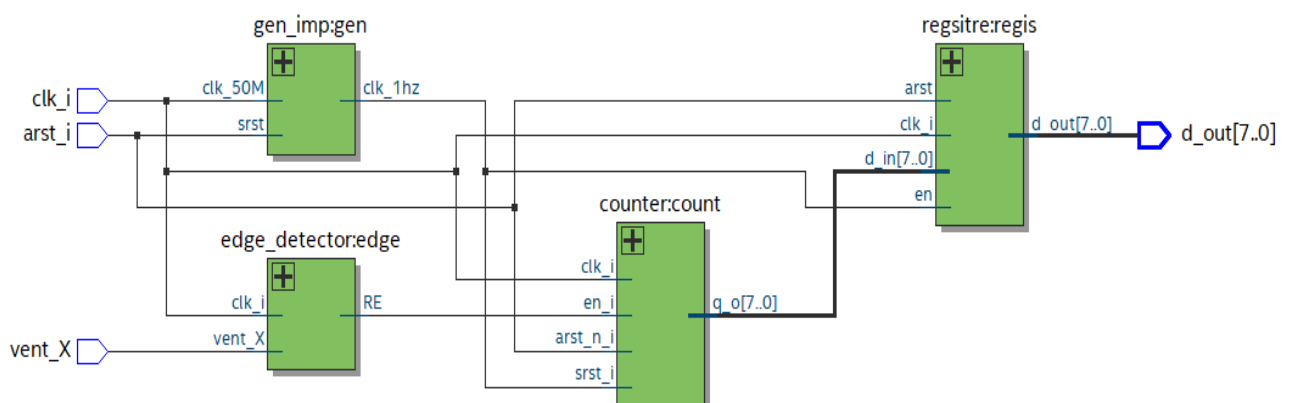 gen_imp:gen
clk_50M
clk_1hz
srst
clk_i
arst_i
edge_detector:edge
clk_i
RE
vent_X
vent_X
counter:count
clk_i
en_i
q_o[7..0]
arst_n_i
srst_i
regsitre:regis
arst
clk_i
d_out[7..0]
d_in[7..0]
en
d_out[7..0]